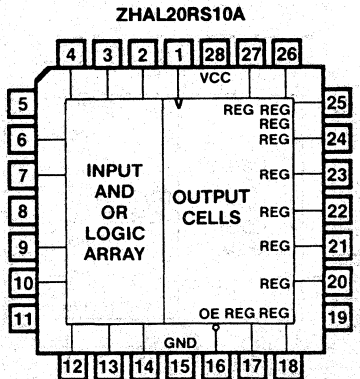 ZHAL20RS10A
4 3 2 1 28 27 26
VCC
5 REG REG 25
REG
6 REG 24
7 INPUT REG 23
AND OUTPUT
8 OR CELLS REG 22
LOGIC
9 ARRAY REG 21
10 REG 20
11 OE REG REG 19
GND
12 13 14 15 16 17 18